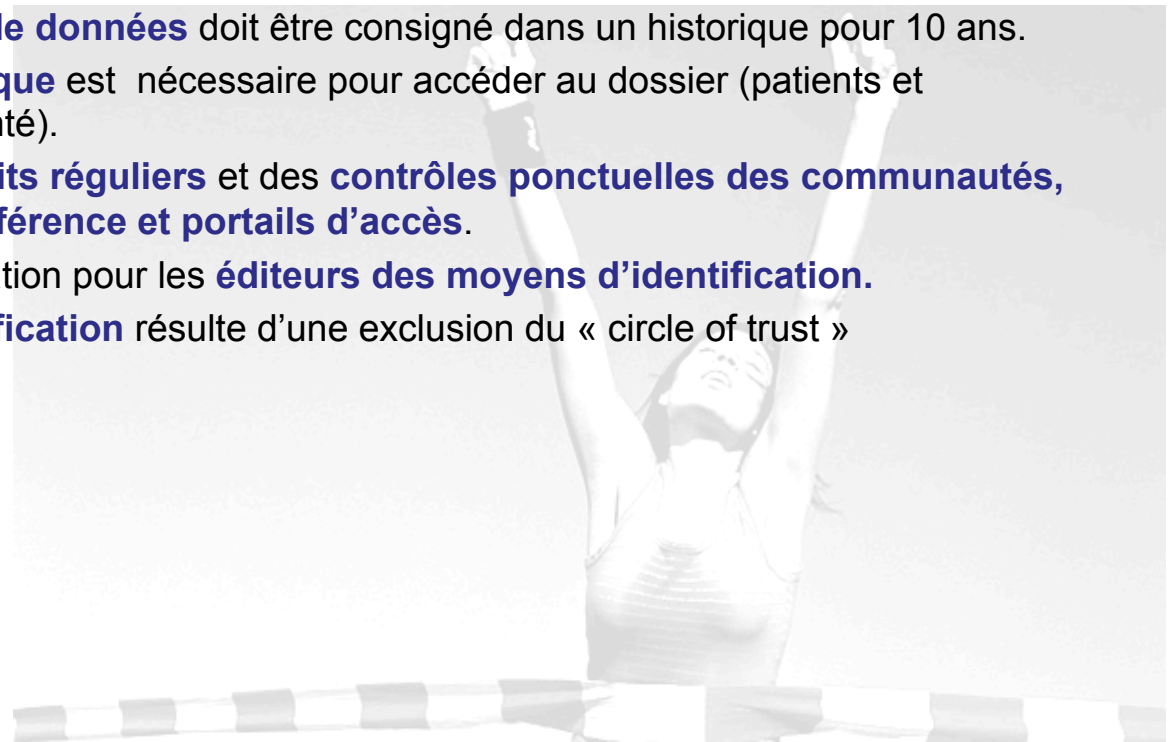 de données doit être consigné dans un historique pour 10 ans.
que est nécessaire pour accéder au dossier (patients et
nté).
its réguliers et des contrôles ponctuelles des communautés,
férence et portails d’accès.
tion pour les éditeurs des moyens d’identification.
fication résulte d’une exclusion du « circle of trust »